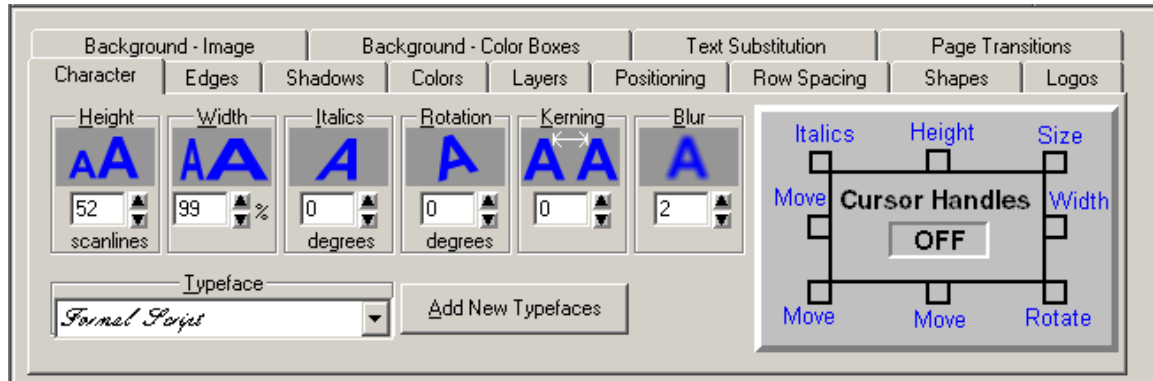 Background - Image Background - Color Boxes Text Substitution Page Transitions
Character Edges Shadows Colors Layers Positioning Row Spacing Shapes Logos
Height Width Italics Rotation Kerning Blur
AA AA A A A A A
52 99 % 0 0 0 2
scanlines degrees degrees
Typeface
Formal Script
Add New Typefaces
Italics Height Size
Move Cursor Handles Width
OFF
Move Move Rotate